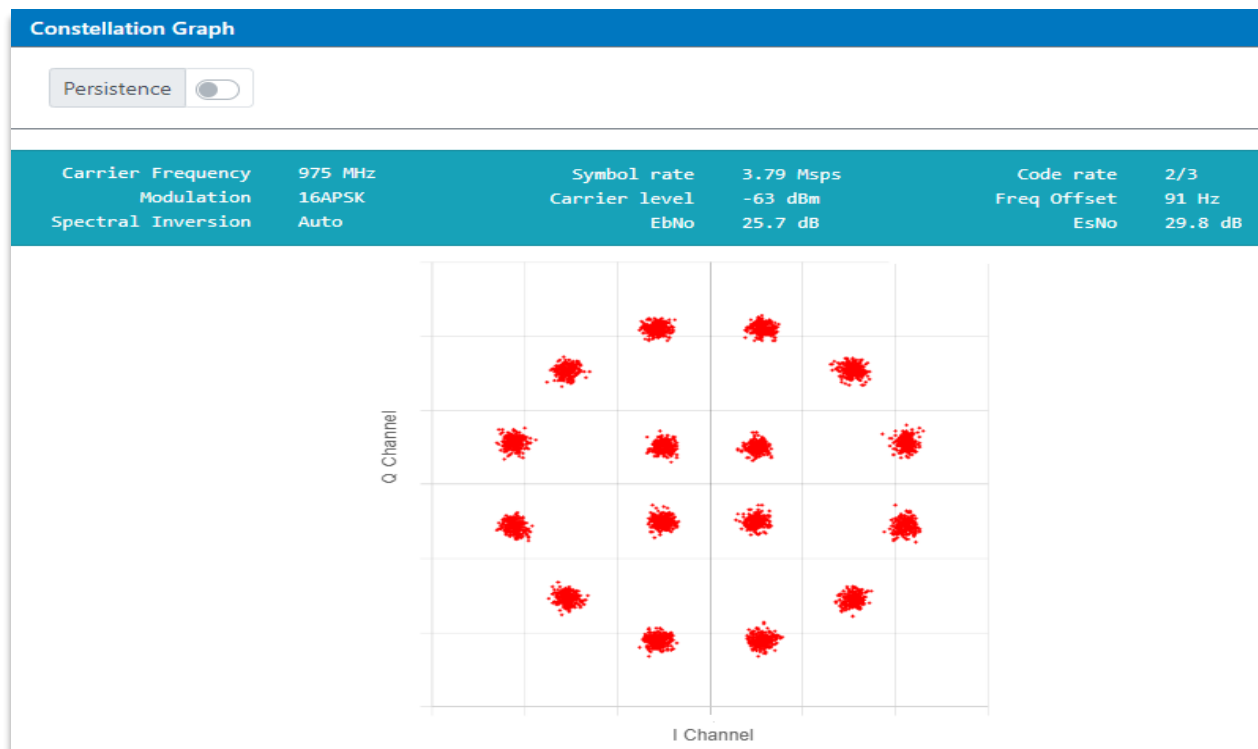 Constellation Graph
Persistence
Carrier Frequency 975 MHz Symbol rate 3.79 Msps Code rate 2/3
Modulation 16APSK Carrier level -63 dBm Freq Offset 91 Hz
Spectral Inversion Auto EbNo 25.7 dB EsNo 29.8 dB
Q Channel
I Channel